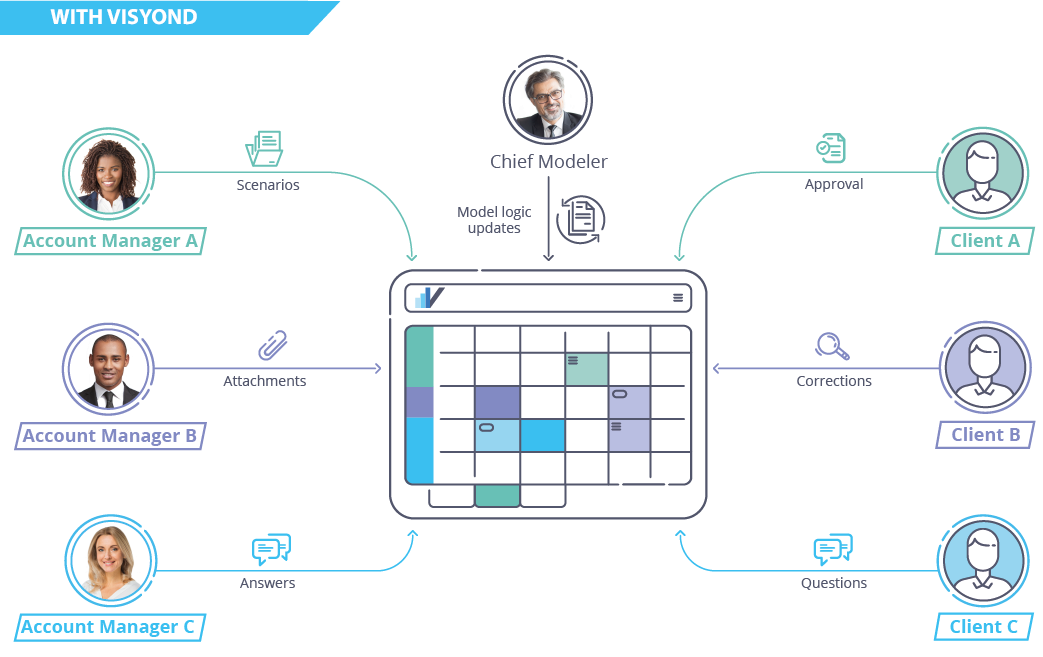 WITH VISYOND
Chief Modeler
Scenarios
Approval
Model logic
updates
Account Manager A
Client A
Attachments
Corrections
Account Manager B
Client B
Answers
Questions
Account Manager C
Client C